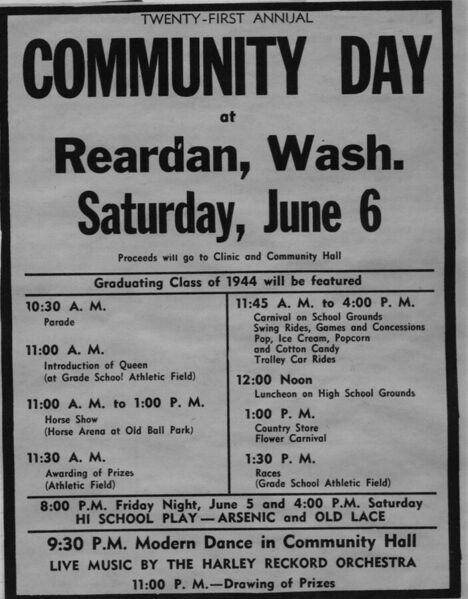 TWENTY-FIRST ANNUAL
COMMUNITY DAY
at
Reardan, Wash.
Saturday, June 6
Proceeds will go to Clinic and Community Hall
Graduating Class of 1944 will be featured
10:30 A. M.
Parade
11:00 A. M.
Introduction of Queen
(at Grade School Athletic Field)
11:00 A. M. to 1:00 P. M.
Horse Show
(Horse Arena at Old Ball Park)
11:30 A. M.
Awarding of Prizes
(Athletic Field)
11:45 A. M. to 4:00 P. M.
Carnival on School Grounds
Swing Rides, Games and Concessions
Pop, Ice Cream, Popcorn
and Cotton Candy
Trolley Car Rides
12:00 Noon
Luncheon on High School Grounds
1:00 P. M.
Country Store
Flower Carnival
1:30 P. M.
Races
(Grade School Athletic Field)
8:00 P.M. Friday Night, June 5 and 4:00 P.M. Saturday
HI SCHOOL PLAY — ARSENIC and OLD LACE
9:30 P.M. Modern Dance in Community Hall
LIVE MUSIC BY THE HARLEY RECKORD ORCHESTRA
11:00 P. M.—Drawing of Prizes